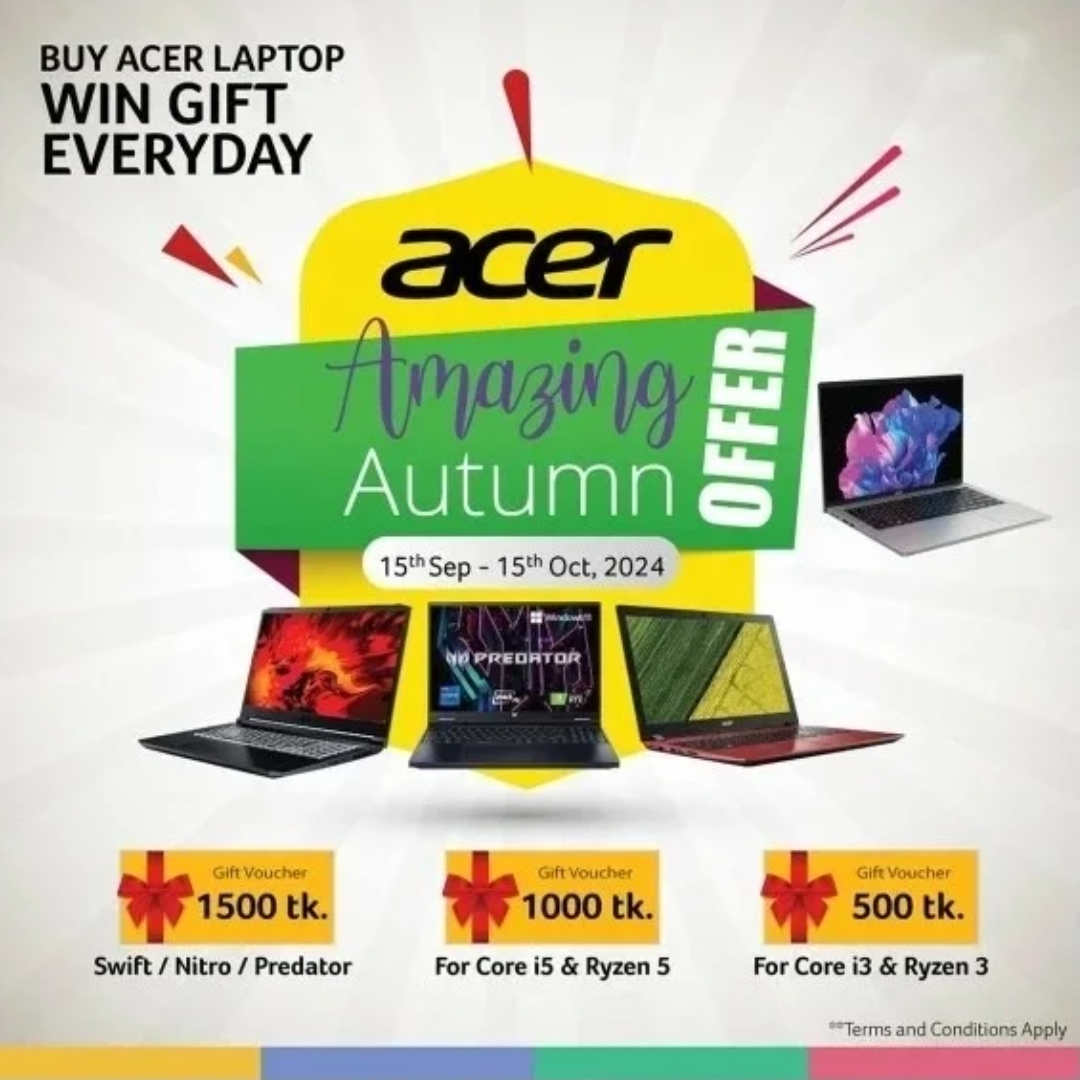 BUY ACER LAPTOP
WIN GIFT
EVERYDAY
acer
Amazing
Autumn
OFFER
15th Sep - 15th Oct, 2024
Windows 11
PREDATOR
Gift Voucher
1500 tk.
Swift / Nitro / Predator
Gift Voucher
1000 tk.
For Core i5 & Ryzen 5
Gift Voucher
500 tk.
For Core i3 & Ryzen 3
**Terms and Conditions Apply